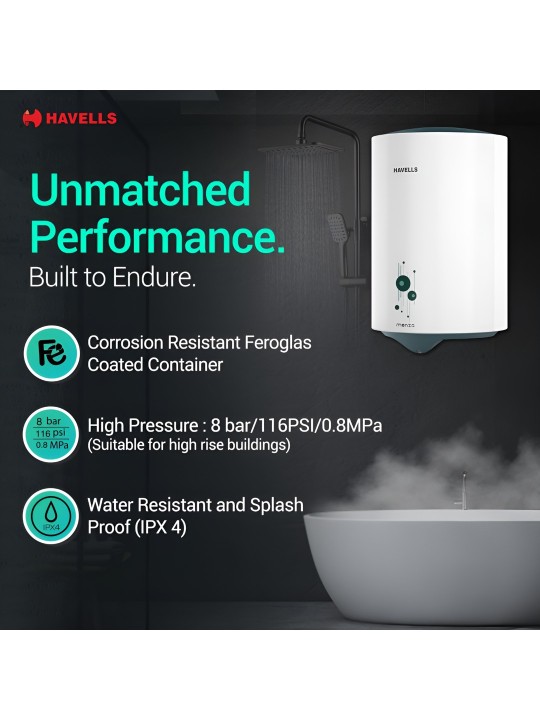 HAVELLS
HAVELLS
Unmatched
Performance.
Built to Endure.
menza
Fe
Corrosion Resistant Feroglas
Coated Container
8 bar
116 psi
0.8 MPa
High Pressure : 8 bar/116PSI/0.8MPa
(Suitable for high rise buildings)
IPX4
Water Resistant and Splash
Proof (IPX 4)